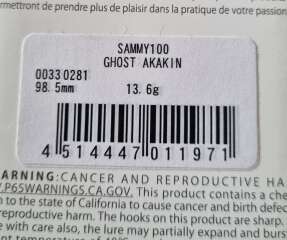 rmettront de prendre plus de plaisir dans la pratique de votre passion
SAMMY100
GHOST AKAKIN
00330281
98.5mm 13.6g
4 514447 011971
ARNING:CANCER AND REPRODUCTIVE HA
.P65WARNINGS.CA.GOV. This product contains a che
n to the state of California to cause cancer and birth defec
reproductive harm. The hooks on this product are sharp.
e with care also, the lure may partially expand and burst